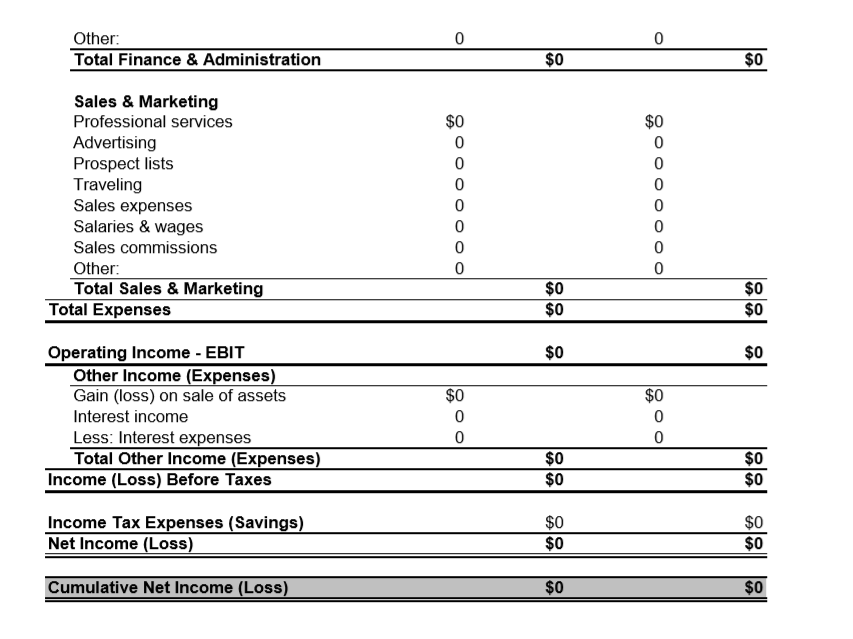 Other: 0 0
Total Finance & Administration $0 $0
Sales & Marketing
Professional services $0 $0
Advertising 0 0
Prospect lists 0 0
Traveling 0 0
Sales expenses 0 0
Salaries & wages 0 0
Sales commissions 0 0
Other: 0 0
Total Sales & Marketing $0 $0
Total Expenses $0 $0
Operating Income - EBIT $0 $0
Other Income (Expenses)
Gain (loss) on sale of assets $0 $0
Interest income 0 0
Less: Interest expenses 0 0
Total Other Income (Expenses) $0 $0
Income (Loss) Before Taxes $0 $0
Income Tax Expenses (Savings) $0 $0
Net Income (Loss) $0 $0
Cumulative Net Income (Loss) $0 $0